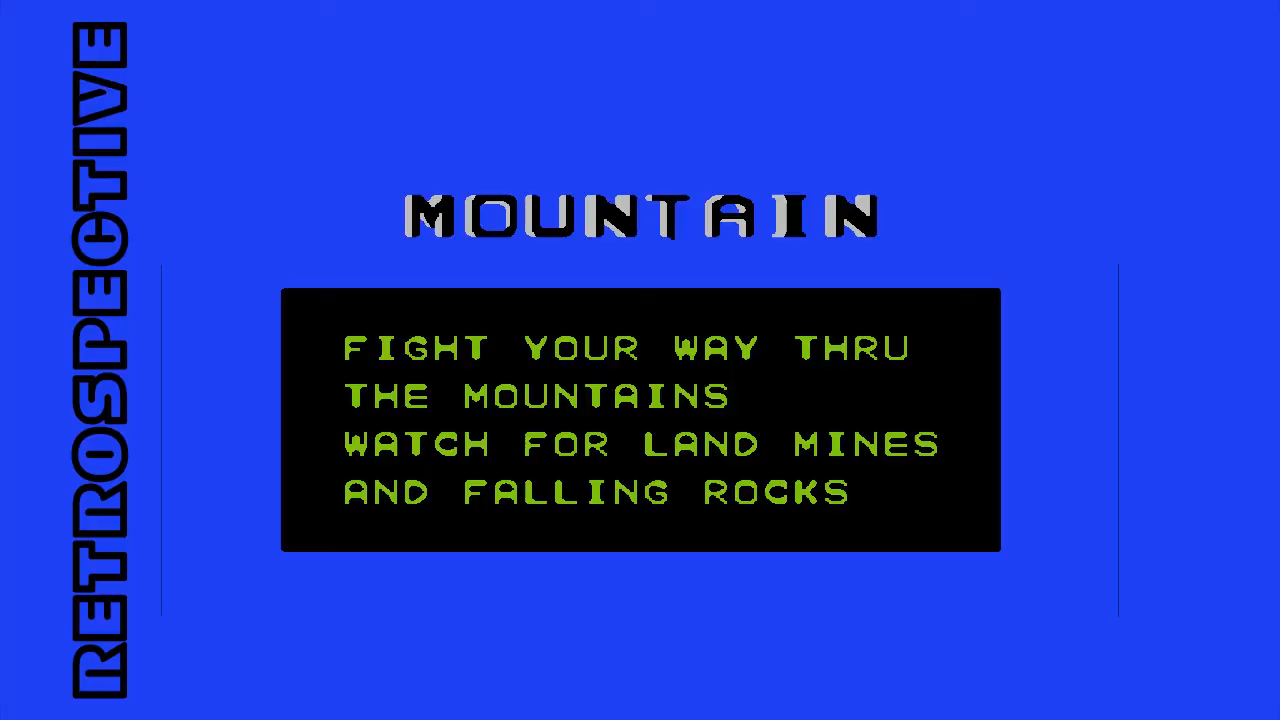 RETROSPECTIVE
MOUNTAIN
FIGHT YOUR WAY THRU
THE MOUNTAINS
WATCH FOR LAND MINES
AND FALLING ROCKS